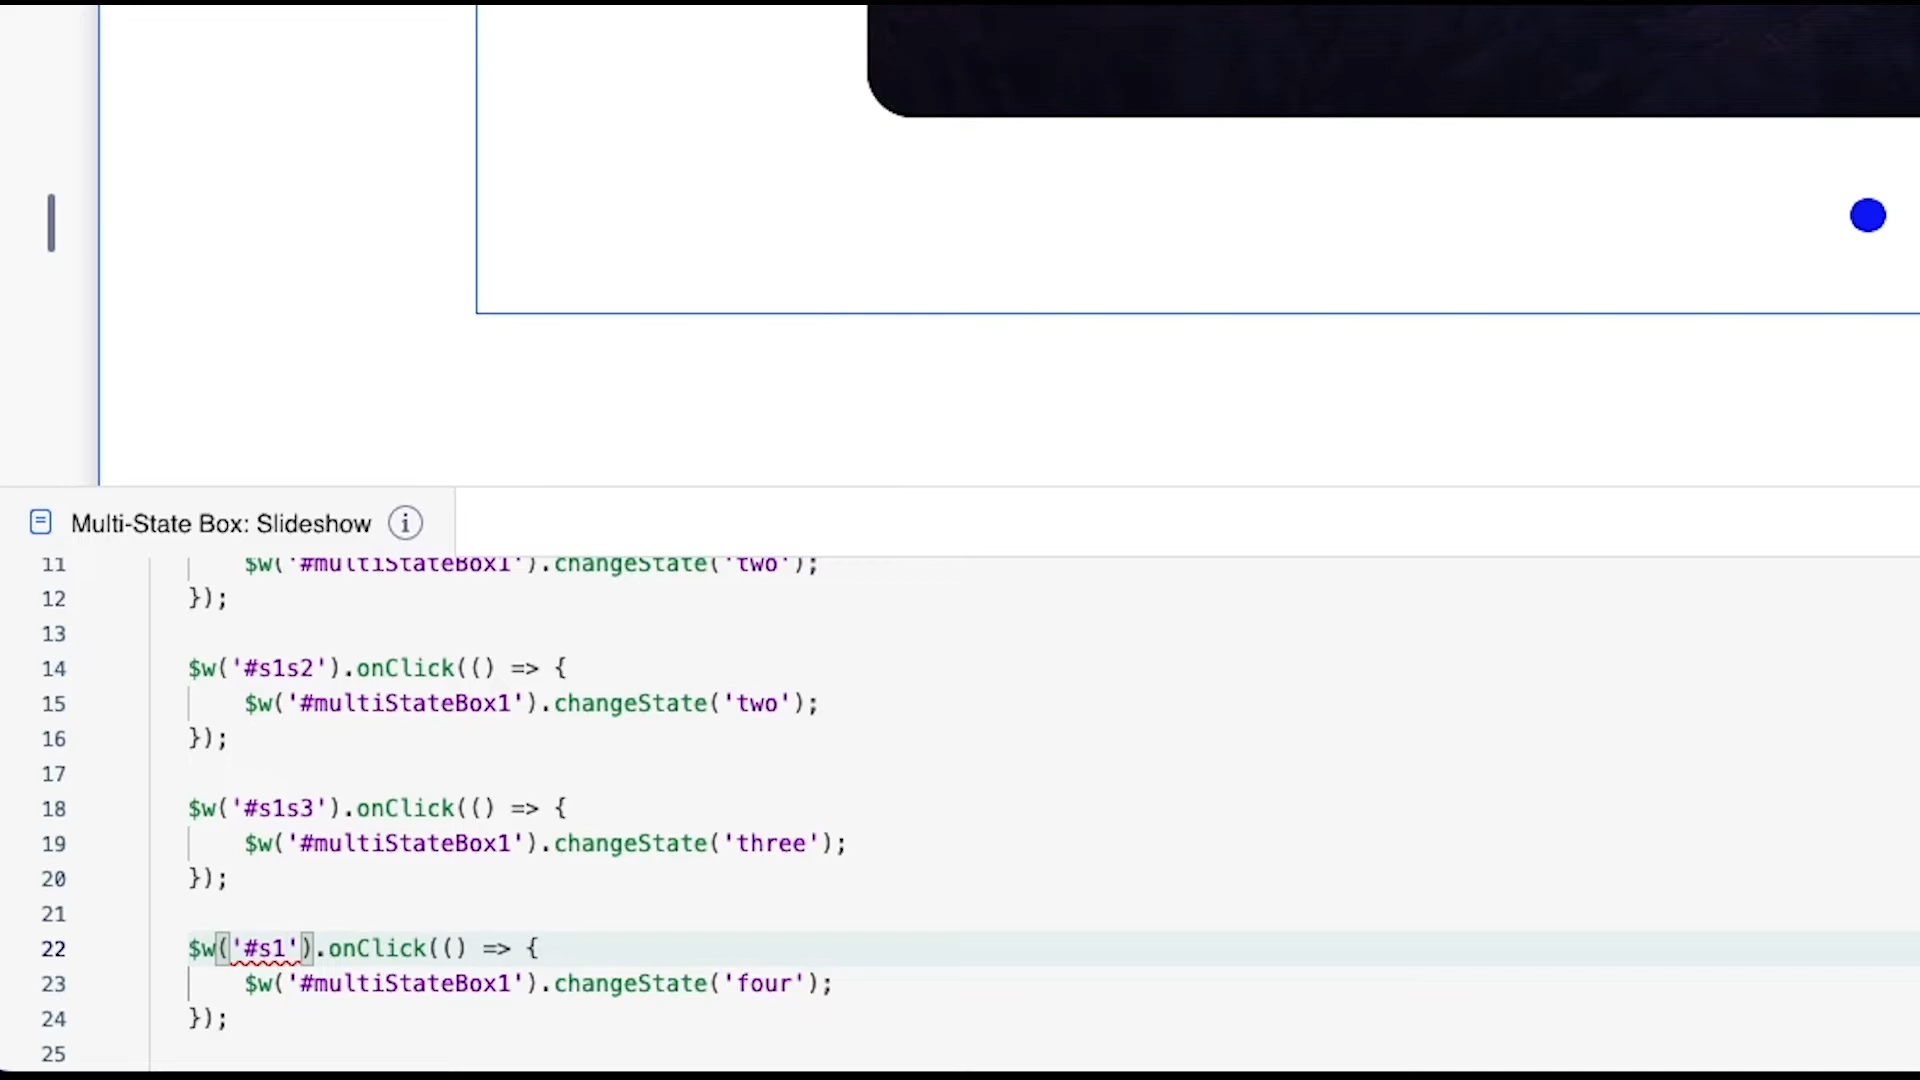 Multi-State Box: Slideshow i
11 $w('#multiStateBox1').changeState('two');
12 });
13
14 $w('#s1s2').onClick(() => {
15 $w('#multiStateBox1').changeState('two');
16 });
17
18 $w('#s1s3').onClick(() => {
19 $w('#multiStateBox1').changeState('three');
20 });
21
22 $w('#s1').onClick(() => {
23 $w('#multiStateBox1').changeState('four');
24 });
25